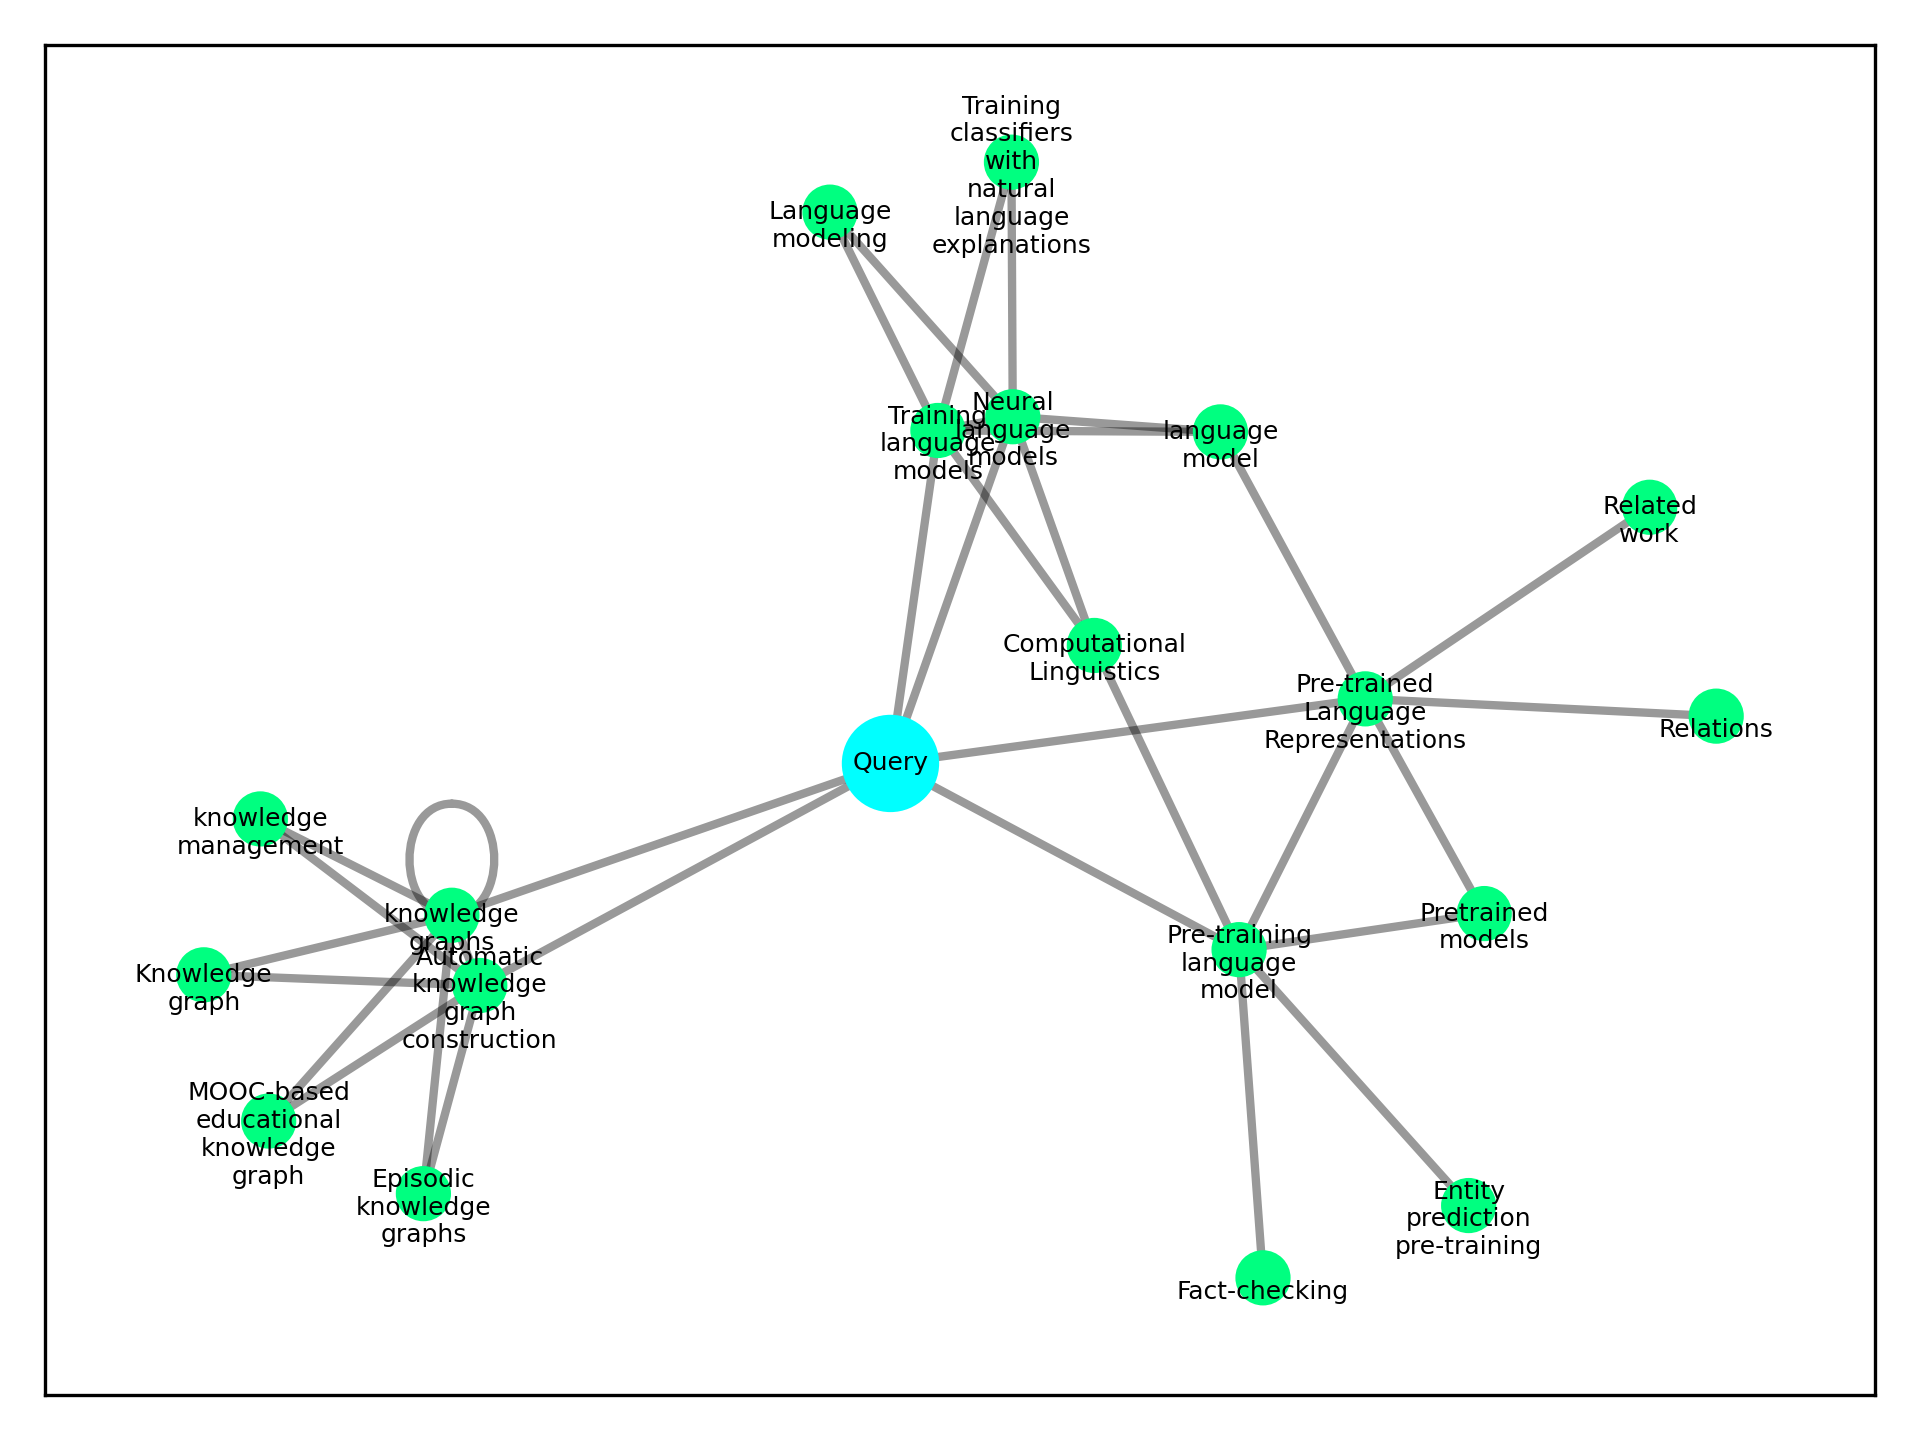 Training
classifiers
with
natural
language
explanations
Language
modeling
Training
language
models
Neural
language
models
language
model
Related
work
Computational
Linguistics
Pre-trained
Language
Representations
Relations
Query
knowledge
management
knowledge
graphs
Automatic
knowledge
graph
construction
Knowledge
graph
Pretrained
models
Pre-training
language
model
MOOC-based
educational
knowledge
graph
Episodic
knowledge
graphs
Entity
prediction
pre-training
Fact-checking